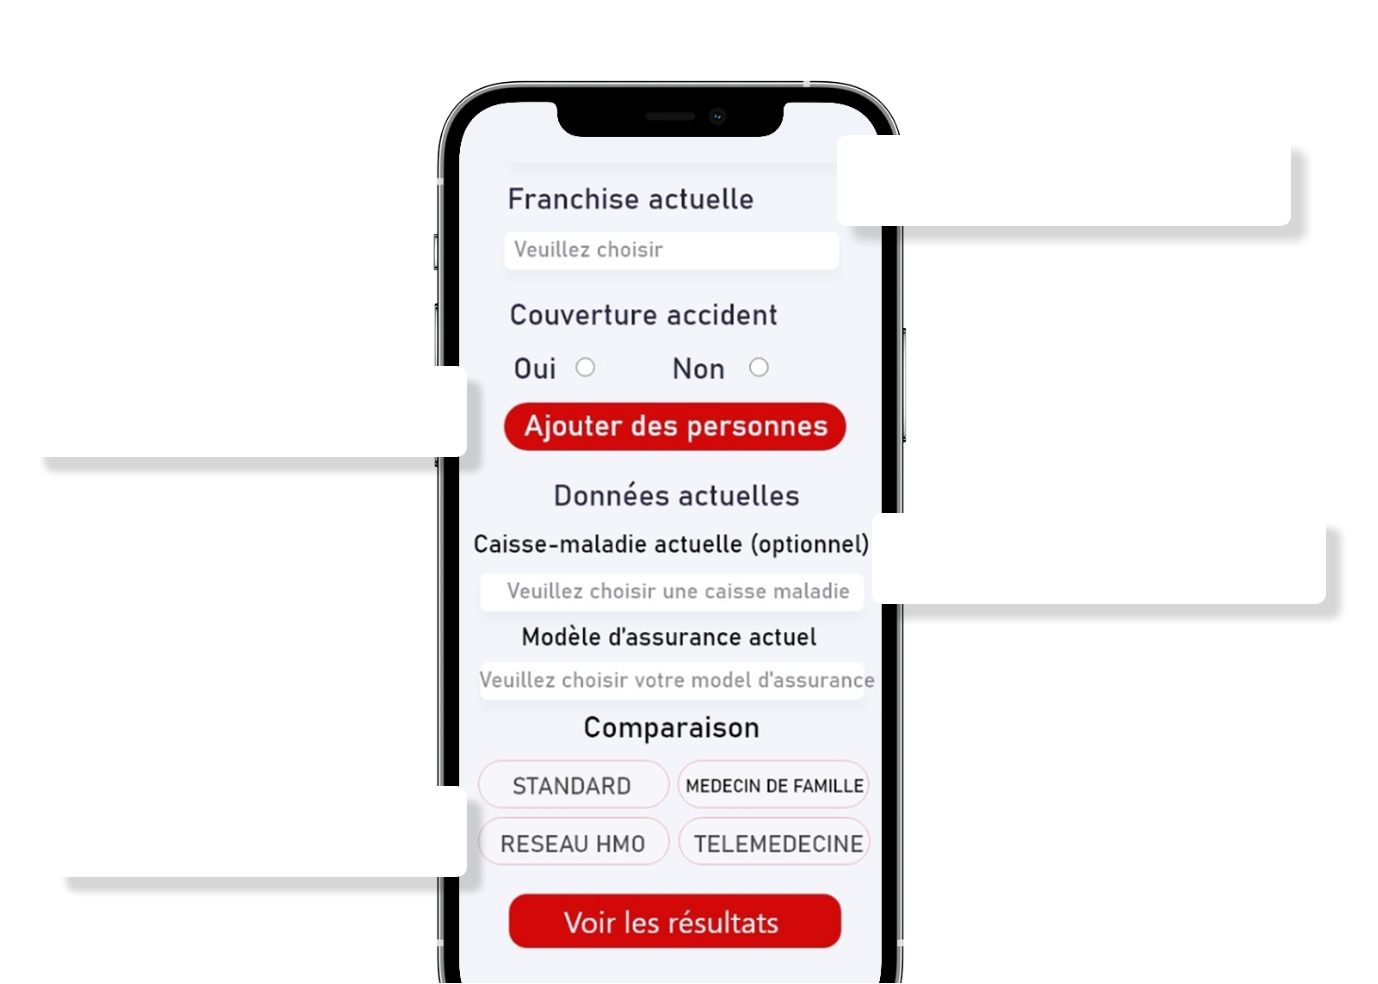 Franchise actuelle
Veuillez choisir
Couverture accident
Oui Non
Ajouter des personnes
Données actuelles
Caisse-maladie actuelle (optionnel)
Veuillez choisir une caisse maladie
Modèle d'assurance actuel
Veuillez choisir votre model d'assurance
Comparaison
STANDARD MEDECIN DE FAMILLE
RESEAU HMO TELEMEDECINE
Voir les résultats